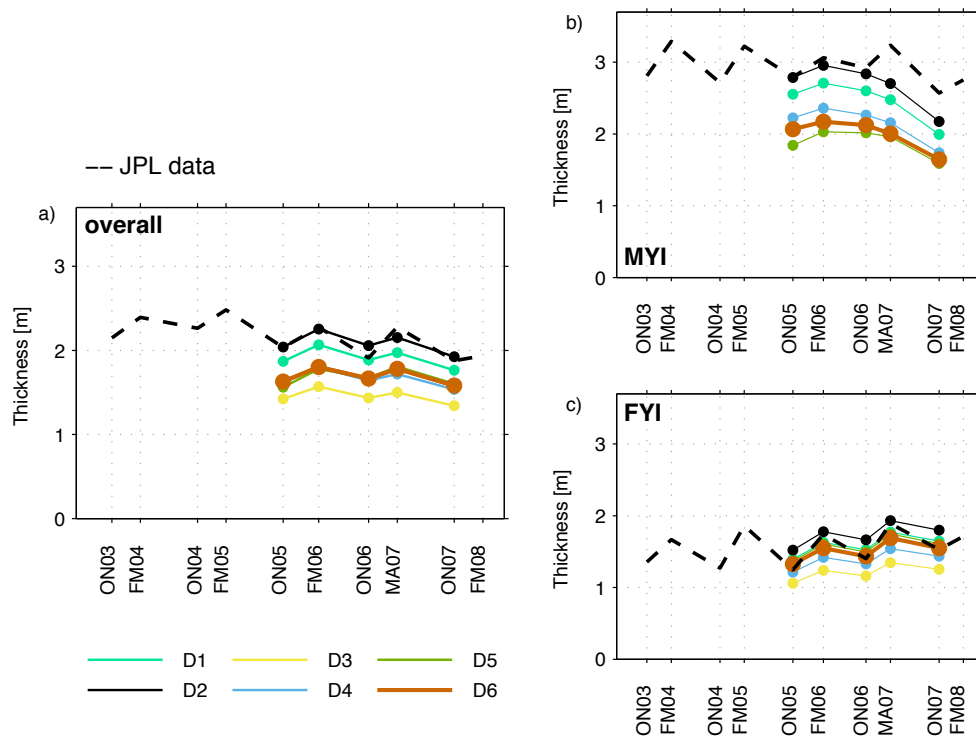 -- JPL data
a)
overall
Thickness [m]
3
2
1
0
ON03
FM04
ON04
FM05
ON05
FM06
ON06
MA07
ON07
FM08
b)
MYI
Thickness [m]
3
2
1
0
ON03
FM04
ON04
FM05
ON05
FM06
ON06
MA07
ON07
FM08
c)
FYI
Thickness [m]
3
2
1
0
ON03
FM04
ON04
FM05
ON05
FM06
ON06
MA07
ON07
FM08
D1 D3 D5
D2 D4 D6